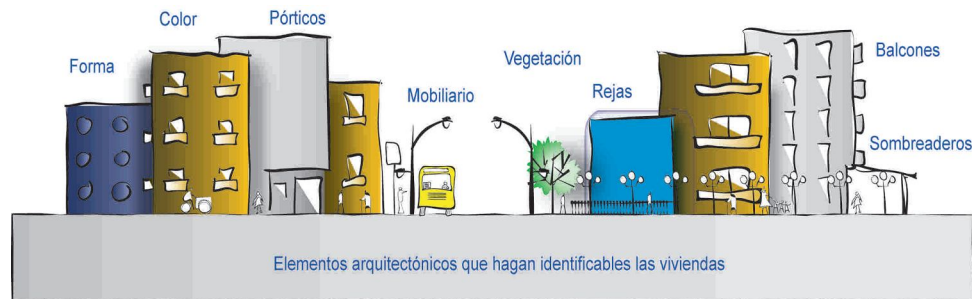 Forma
Color
Pórticos
Mobiliario
Vegetación
Rejas
Balcones
Sombreaderos
Elementos arquitectónicos que hagan identificables las viviendas